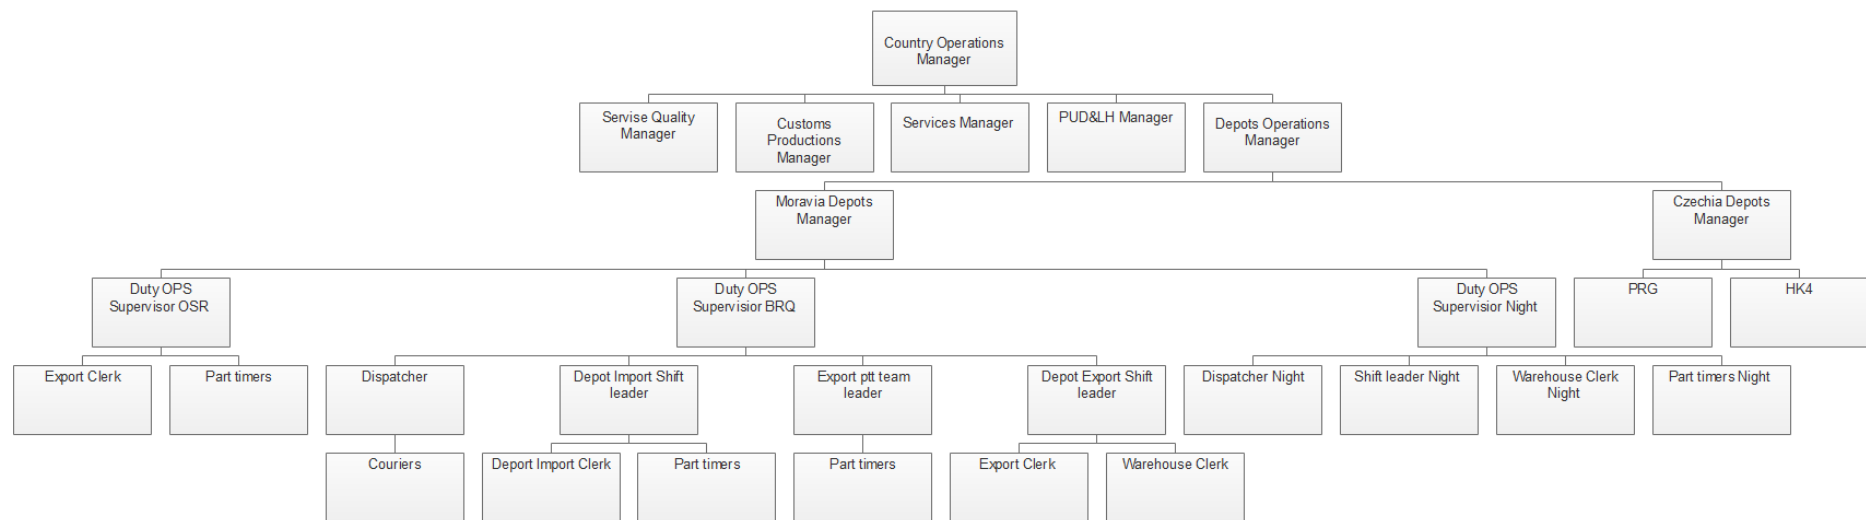 Country Operations
Manager
Servise Quality
Manager
Customs
Productions
Manager
Services Manager
PUD&LH Manager
Depots Operations
Manager
Moravia Depots
Manager
Czechia Depots
Manager
Duty OPS
Supervisor OSR
Duty OPS
Supervisior BRQ
Duty OPS
Supervisior Night
PRG
HK4
Export Clerk
Part timers
Dispatcher
Depot Import Shift
leader
Export ptt team
leader
Depot Export Shift
leader
Dispatcher Night
Shift leader Night
Warehouse Clerk
Night
Part timers Night
Couriers
Deport Import Clerk
Part timers
Part timers
Export Clerk
Warehouse Clerk